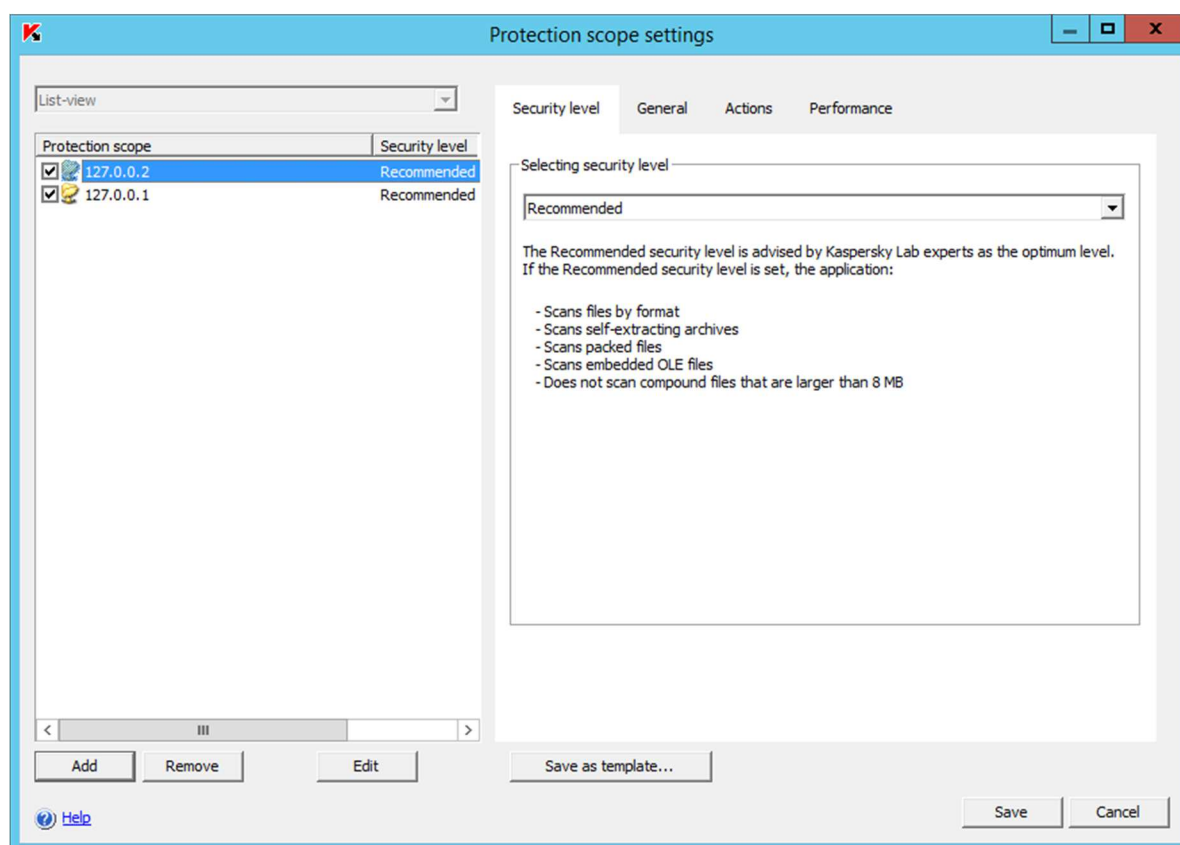 Protection scope settings
List-view
Protection scope Security level
127.0.0.2 Recommended
127.0.0.1 Recommended
Add Remove Edit
Help
Security level General Actions Performance
Selecting security level
Recommended
The Recommended security level is advised by Kaspersky Lab experts as the optimum level.
If the Recommended security level is set, the application:
- Scans files by format
- Scans self-extracting archives
- Scans packed files
- Scans embedded OLE files
- Does not scan compound files that are larger than 8 MB
Save as template...
Save Cancel